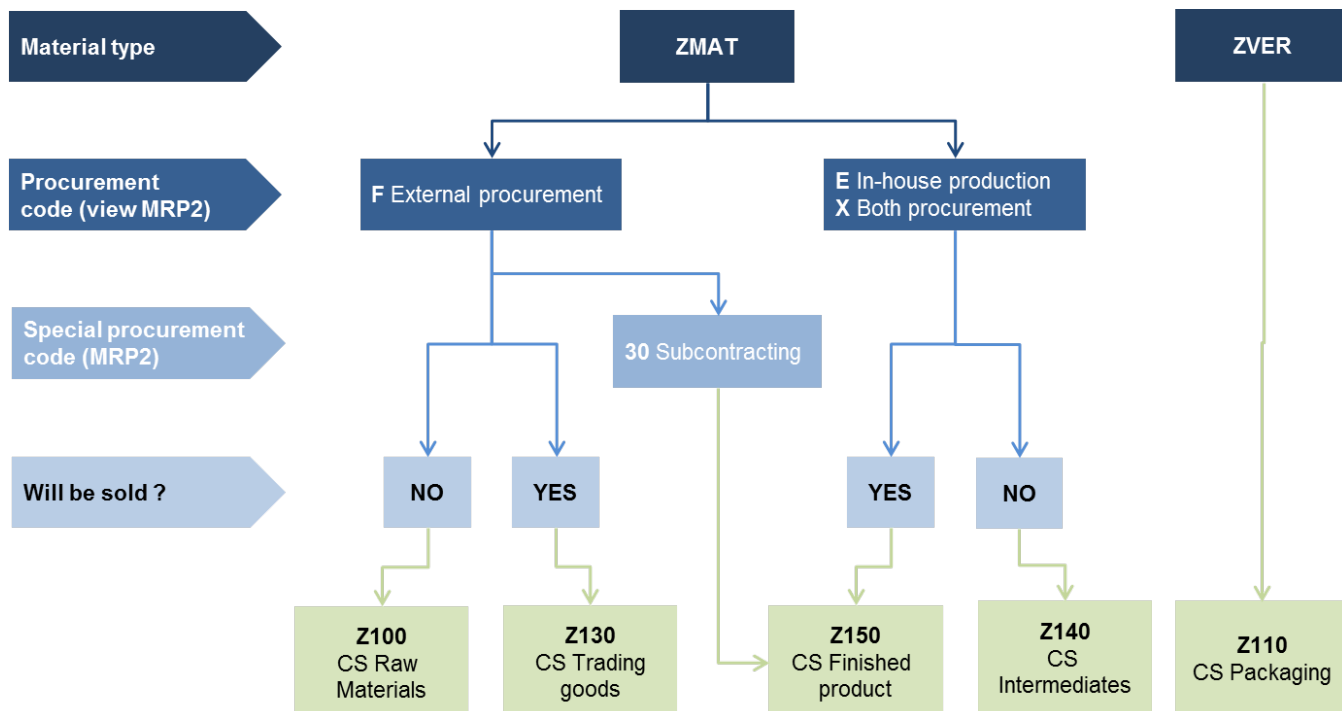 Material type
ZMAT
ZVER
Procurement
code (view MRP2)
F External procurement
E In-house production
X Both procurement
Special procurement
code (MRP2)
30 Subcontracting
Will be sold ?
NO
YES
YES
NO
Z100
CS Raw
Materials
Z130
CS Trading
goods
Z150
CS Finished
product
Z140
CS
Intermediates
Z110
CS Packaging